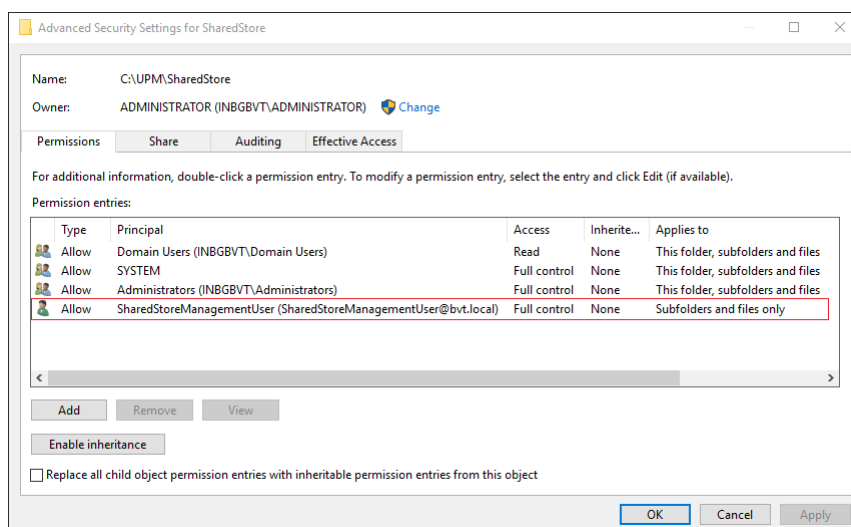 Advanced Security Settings for SharedStore
Name: C:\UPM\SharedStore
Owner: ADMINISTRATOR (INBGBVT\ADMINISTRATOR) Change
Permissions Share Auditing Effective Access
For additional information, double-click a permission entry. To modify a permission entry, select the entry and click Edit (if available).
Permission entries:
Type Principal Access Inherite... Applies to
Allow Domain Users (INBGBVT\Domain Users) Read None This folder, subfolders and files
Allow SYSTEM Full control None This folder, subfolders and files
Allow Administrators (INBGBVT\Administrators) Full control None This folder, subfolders and files
Allow SharedStoreManagementUser (SharedStoreManagementUser@bvt.local) Full control None Subfolders and files only
Add Remove View
Enable inheritance
Replace all child object permission entries with inheritable permission entries from this object
OK Cancel Apply